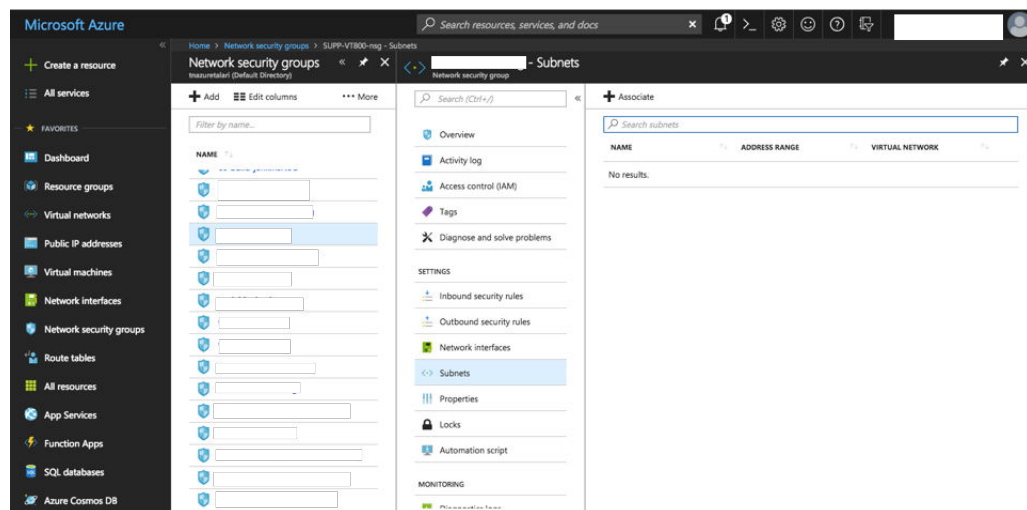 Microsoft Azure
Search resources, services, and docs
Home > Network security groups > SUPP-VT800-nsg - Subnets
Network security groups
tnazuretalari (Default Directory)
- Subnets
Network security group
Create a resource
All services
FAVORITES
Dashboard
Resource groups
Virtual networks
Public IP addresses
Virtual machines
Network interfaces
Network security groups
Route tables
All resources
App Services
Function Apps
SQL databases
Azure Cosmos DB
Add
Edit columns
More
Filter by name...
NAME
Search (Ctrl+/)
Overview
Activity log
Access control (IAM)
Tags
Diagnose and solve problems
SETTINGS
Inbound security rules
Outbound security rules
Network interfaces
Subnets
Properties
Locks
Automation script
MONITORING
Diagnostics logs
Associate
Search subnets
NAME ADDRESS RANGE VIRTUAL NETWORK
No results.